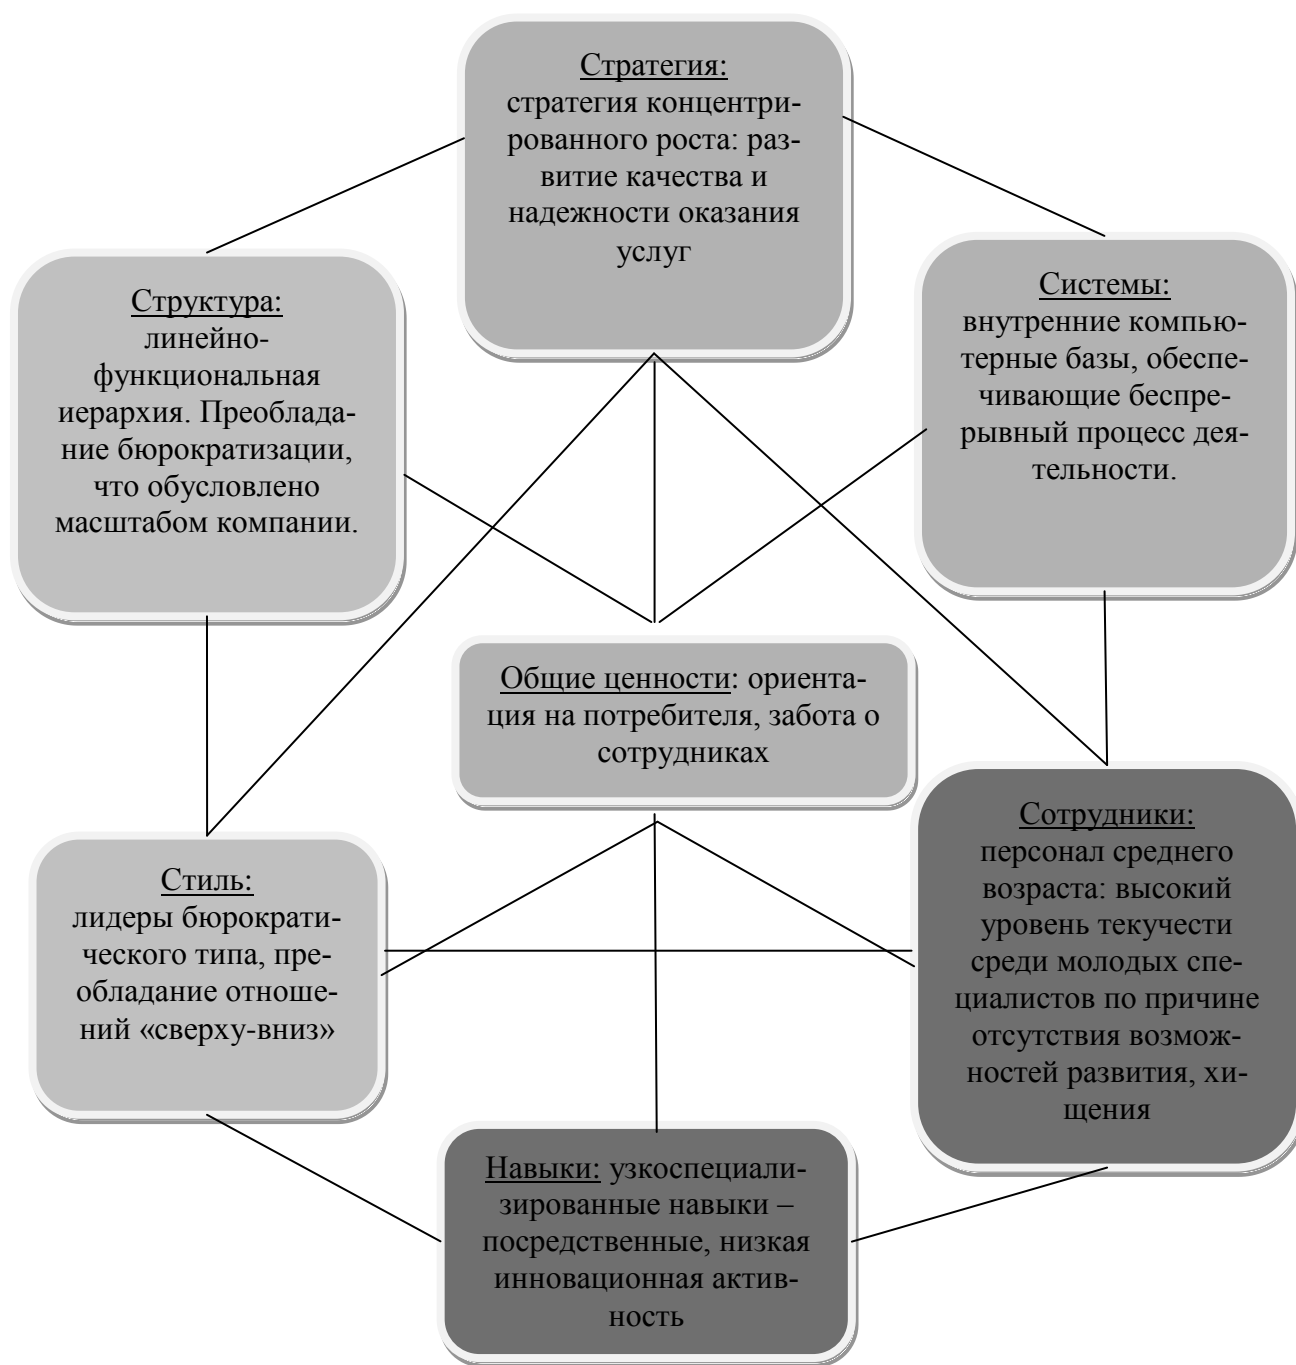 Стратегия:
стратегия концентри-
рованного роста: раз-
витие качества и
надежности оказания
услуг
Структура:
линейно-
функциональная
иерархия. Преоблада-
ние бюрократизации,
что обусловлено
масштабом компании.
Системы:
внутренние компью-
терные базы, обеспе-
чивающие беспре-
рывный процесс дея-
тельности.
Общие ценности: ориента-
ция на потребителя, забота о
сотрудниках
Стиль:
лидеры бюрократи-
ческого типа, пре-
обладание отноше-
ний «сверху-вниз»
Сотрудники:
персонал среднего
возраста: высокий
уровень текучести
среди молодых спе-
циалистов по причине
отсутствия возмож-
ностей развития, хи-
щения
Навыки: узкоспециали-
зированные навыки –
посредственные, низкая
инновационная актив-
ность